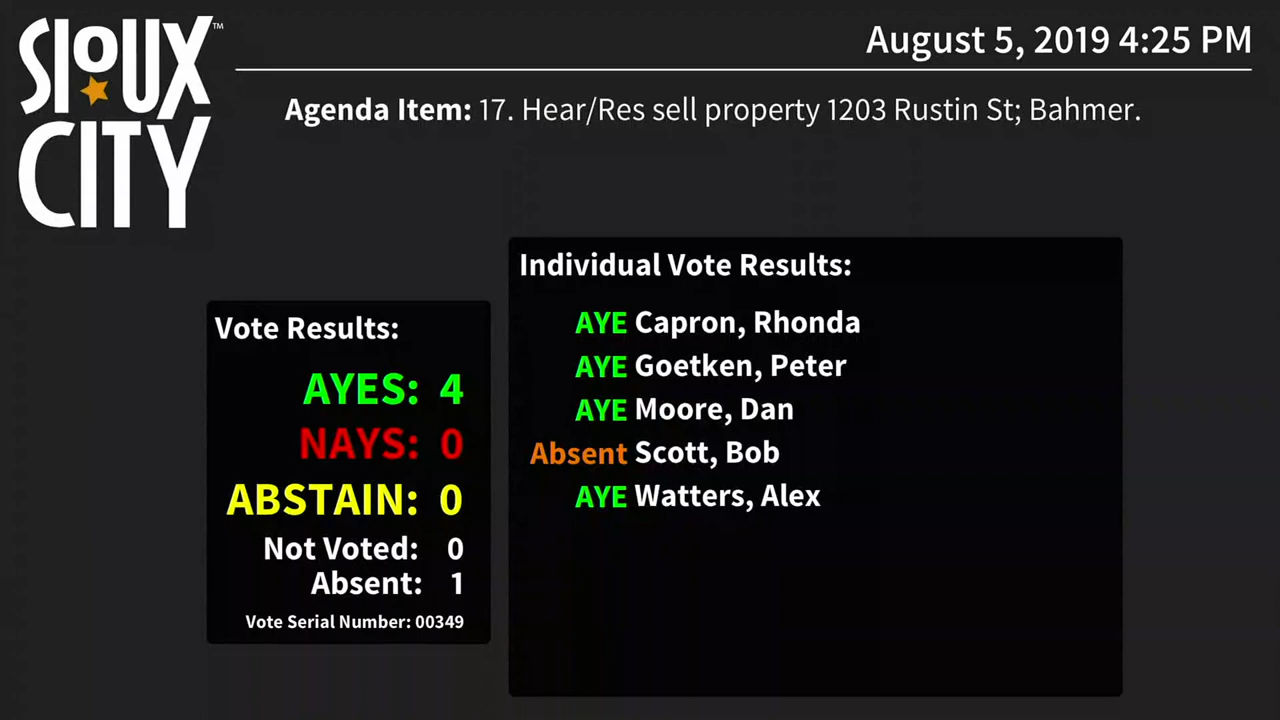 SIOUX™
CITY
August 5, 2019 4:25 PM
Agenda Item: 17. Hear/Res sell property 1203 Rustin St; Bahmer.
Vote Results:
AYES: 4
NAYS: 0
ABSTAIN: 0
Not Voted: 0
Absent: 1
Vote Serial Number: 00349
Individual Vote Results:
AYE Capron, Rhonda
AYE Goetken, Peter
AYE Moore, Dan
Absent Scott, Bob
AYE Watters, Alex